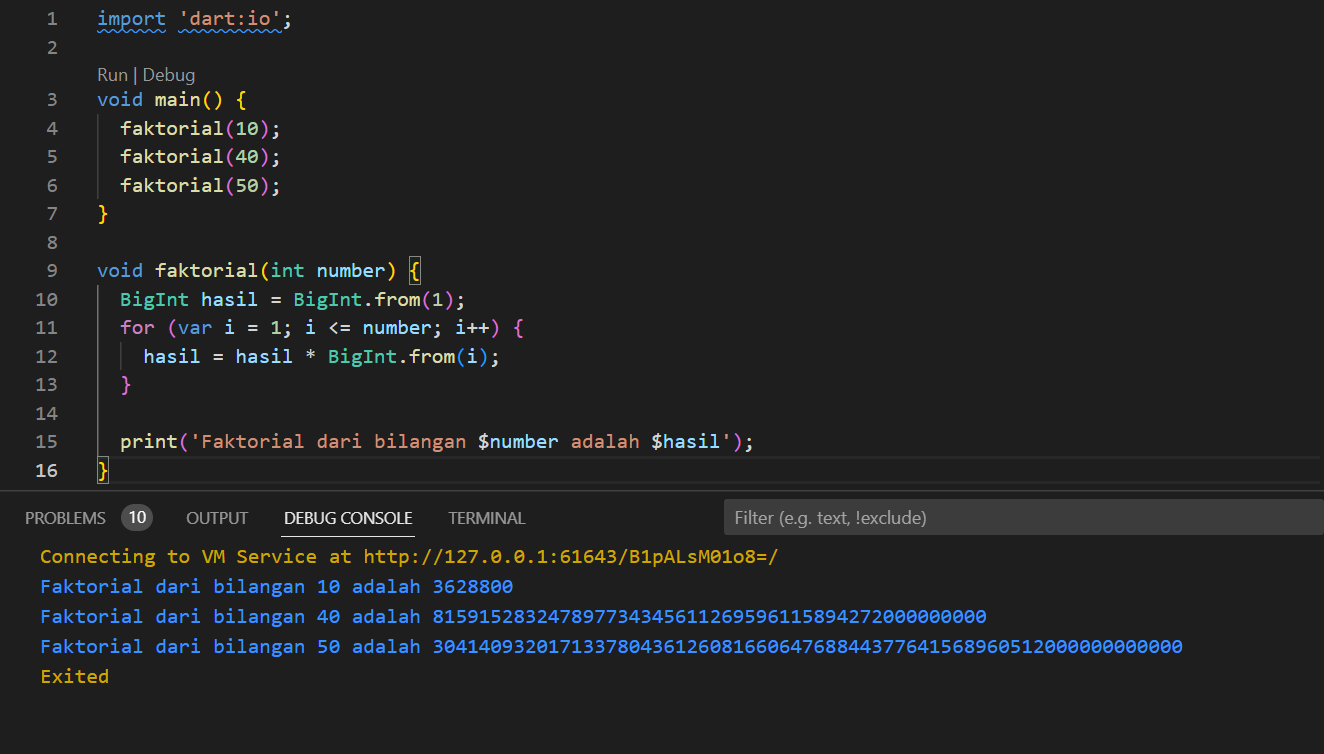 1 import 'dart:io';
2
Run | Debug
3 void main() {
4 faktorial(10);
5 faktorial(40);
6 faktorial(50);
7 }
8
9 void faktorial(int number) {
10 BigInt hasil = BigInt.from(1);
11 for (var i = 1; i <= number; i++) {
12 hasil = hasil * BigInt.from(i);
13 }
14
15 print('Faktorial dari bilangan $number adalah $hasil');
16 }
PROBLEMS 10 OUTPUT DEBUG CONSOLE TERMINAL Filter (e.g. text, !exclude)
Connecting to VM Service at http://127.0.0.1:61643/B1pALsM01o8=/
Faktorial dari bilangan 10 adalah 3628800
Faktorial dari bilangan 40 adalah 815915283247897734345611269596115894272000000000
Faktorial dari bilangan 50 adalah 30414093201713378043612608166064768844377641568960512000000000000
Exited